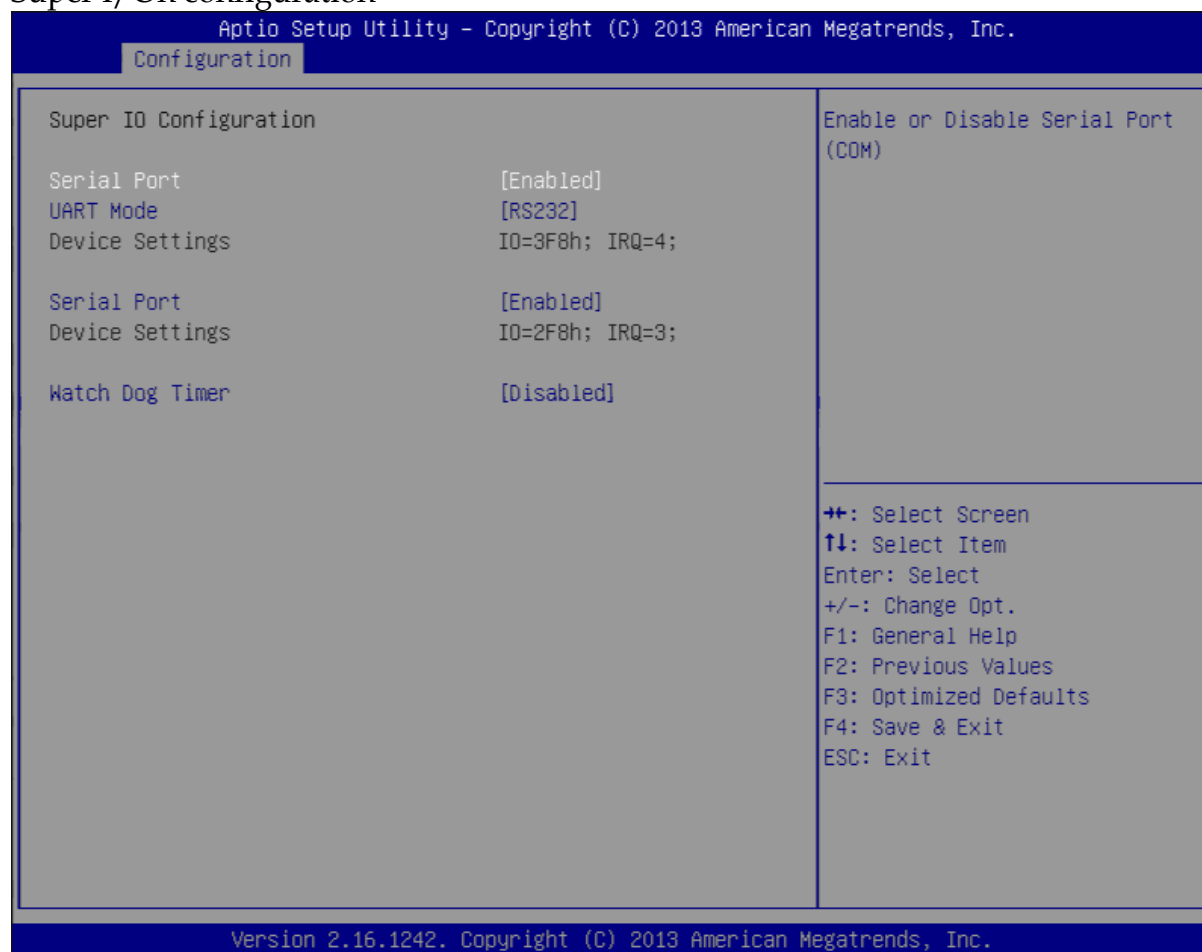 Super I/OR configuration
Aptio Setup Utility – Copyright (C) 2013 American Megatrends, Inc.
Configuration
Super IO Configuration
Serial Port [Enabled]
UART Mode [RS232]
Device Settings IO=3F8h; IRQ=4;
Serial Port [Enabled]
Device Settings IO=2F8h; IRQ=3;
Watch Dog Timer [Disabled]
Enable or Disable Serial Port
(COM)
→←: Select Screen
↑↓: Select Item
Enter: Select
+/-: Change Opt.
F1: General Help
F2: Previous Values
F3: Optimized Defaults
F4: Save & Exit
ESC: Exit
Version 2.16.1242. Copyright (C) 2013 American Megatrends, Inc.